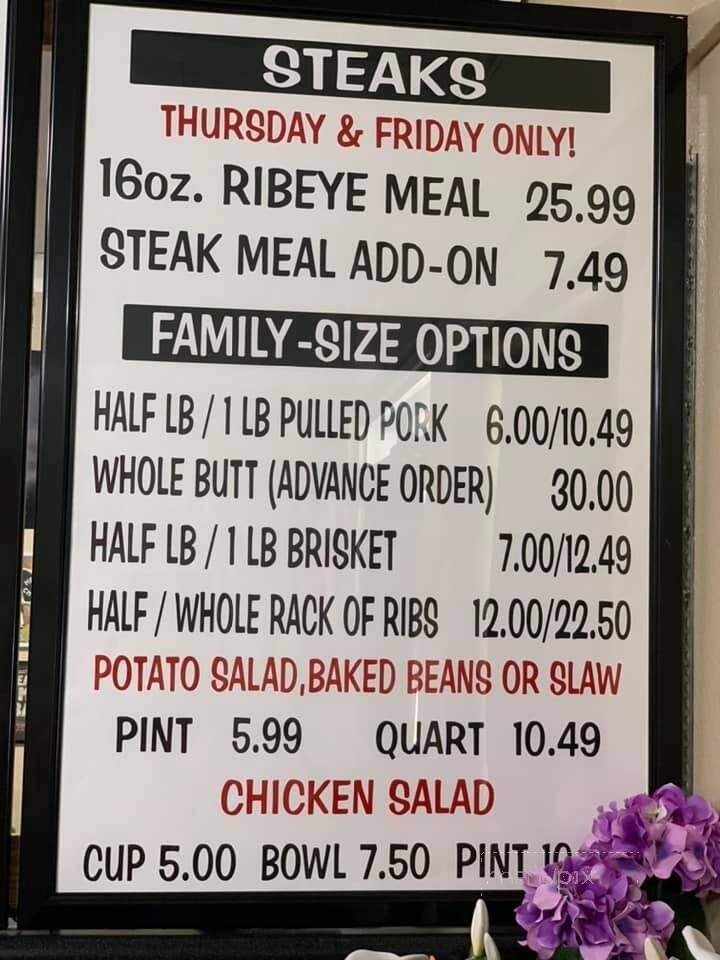 STEAKS
THURSDAY & FRIDAY ONLY!
16oz. RIBEYE MEAL 25.99
STEAK MEAL ADD-ON 7.49
FAMILY-SIZE OPTIONS
HALF LB / 1 LB PULLED PORK 6.00/10.49
WHOLE BUTT (ADVANCE ORDER) 30.00
HALF LB / 1 LB BRISKET 7.00/12.49
HALF / WHOLE RACK OF RIBS 12.00/22.50
POTATO SALAD, BAKED BEANS OR SLAW
PINT 5.99 QUART 10.49
CHICKEN SALAD
CUP 5.00 BOWL 7.50 PINT